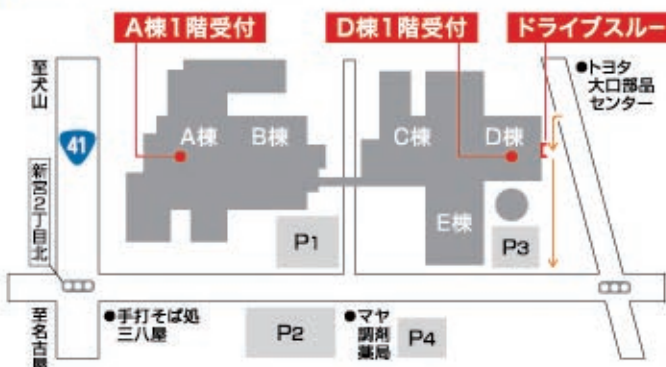 A棟1階受付
D棟1階受付
ドライブスルー
至犬山
41
新宮2丁目北
至名古屋
A棟
B棟
C棟
D棟
E棟
●トヨタ
大口部品
センター
P1
P3
●手打そば処
三八屋
P2
●マヤ
調剤
薬局
P4